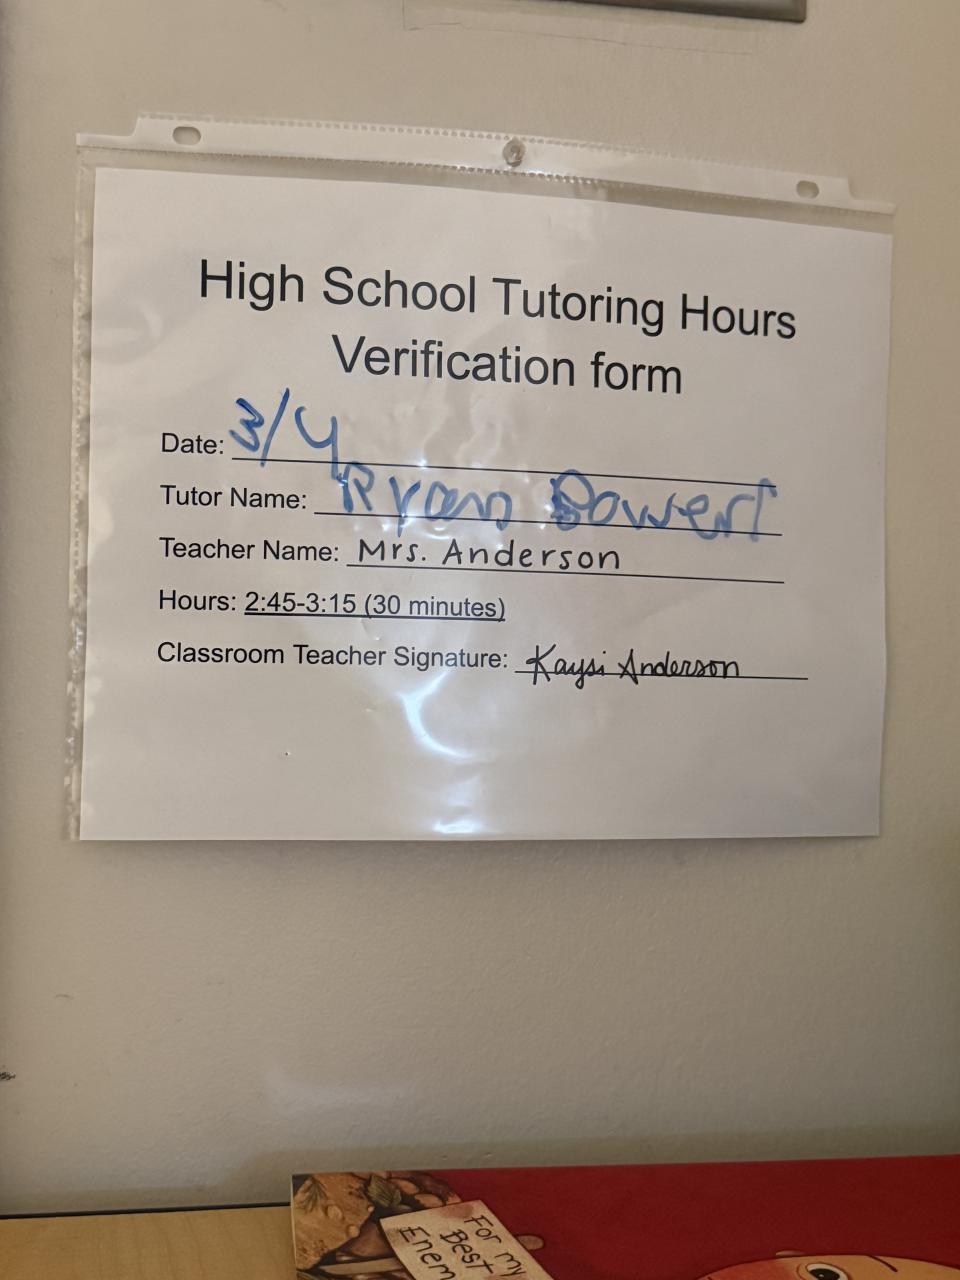 High School Tutoring Hours
Verification form
Date: 3/4
Tutor Name: Ryan
Teacher Name: Mrs. Anderson
Hours: 2:45-3:15 (30 minutes)
Classroom Teacher Signature: Kaysi Anderson
For my
Best
Enem